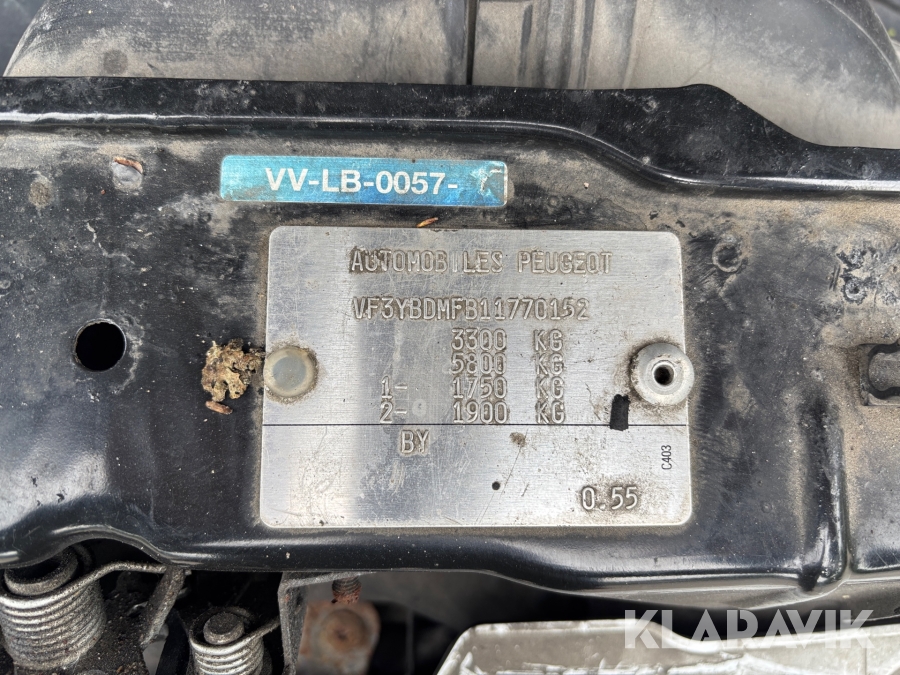 VV-LB-0057-
AUTOMOBILES PEUGEOT
VF3YBDMFB11770152
3300 KG
5800 KG
1- 1750 KG
2- 1900 KG
BY
C403
0.55
KLARAVIK